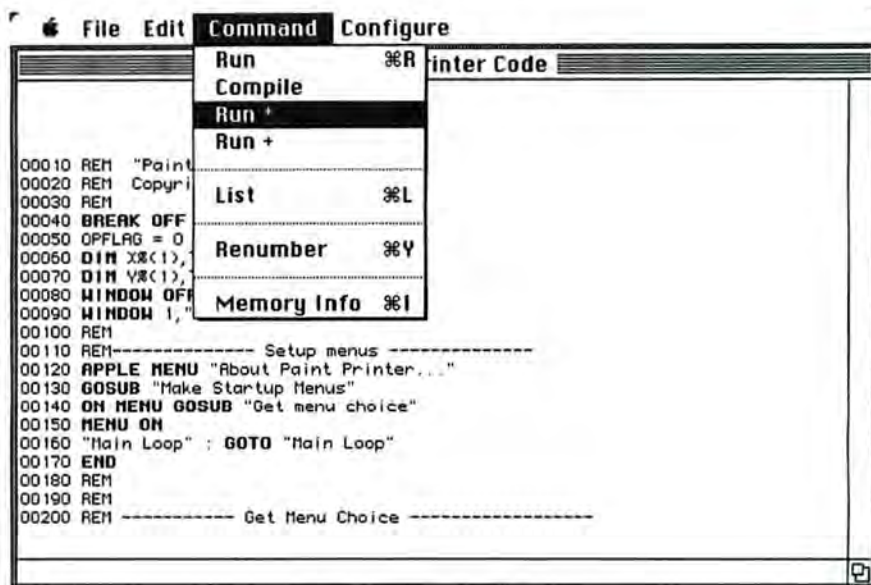 File Edit Command Configure
inter Code
Run ⌘R
Compile
Run *
Run +
List ⌘L
Renumber ⌘Y
Memory Info ⌘I
00010 REM "Paint
00020 REM Copyri
00030 REM
00040 BREAK OFF
00050 OPFLAG = 0
00060 DIM X%(1),
00070 DIM Y%(1),
00080 WINDOW OFF
00090 WINDOW 1,"
00100 REM
00110 REM-------------- Setup menus ---------------
00120 APPLE MENU "About Paint Printer..."
00130 GOSUB "Make Startup Menus"
00140 ON MENU GOSUB "Get menu choice"
00150 MENU ON
00160 "Main Loop" : GOTO "Main Loop"
00170 END
00180 REM
00190 REM
00200 REM ----------- Get Menu Choice ------------------